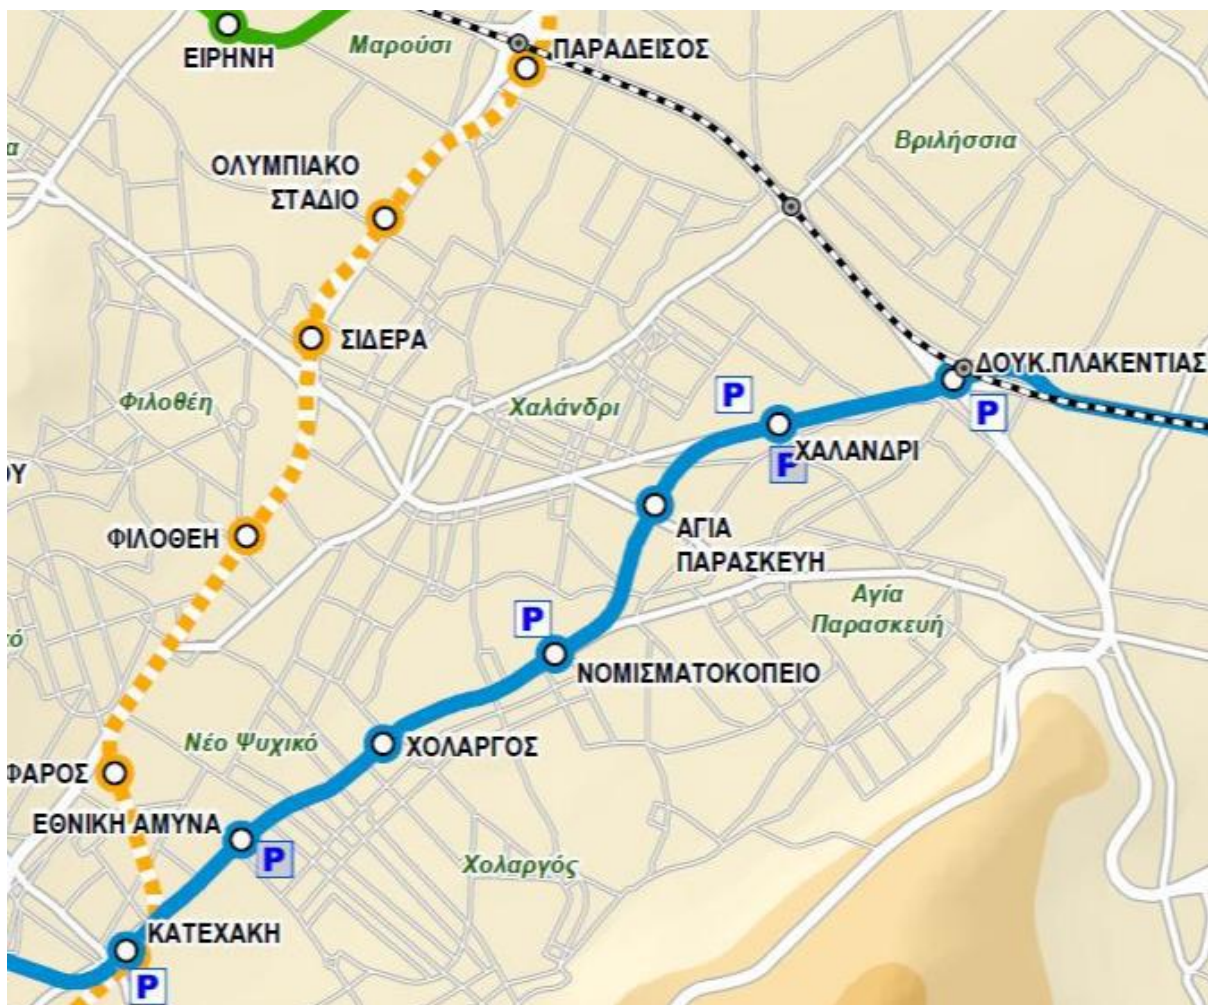 Μαρούσι
ΠΑΡΑΔΕΙΣΟΣ
ΕΙΡΗΝΗ
Βριλήσσια
ΟΛΥΜΠΙΑΚΟ
ΣΤΑΔΙΟ
ΣΙΔΕΡΑ
ΔΟΥΚ.ΠΛΑΚΕΝΤΙΑΣ
Φιλοθέη
Χαλάνδρι
P
P
ΧΑΛΑΝΔΡΙ
P
ΦΙΛΟΘΕΗ
ΑΓΙΑ
ΠΑΡΑΣΚΕΥΗ
Αγία
Παρασκευή
P
ΝΟΜΙΣΜΑΤΟΚΟΠΕΙΟ
Νέο Ψυχικό
ΧΟΛΑΡΓΟΣ
ΦΑΡΟΣ
ΕΘΝΙΚΗ ΑΜΥΝΑ
P
Χολαργός
ΚΑΤΕΧΑΚΗ
P